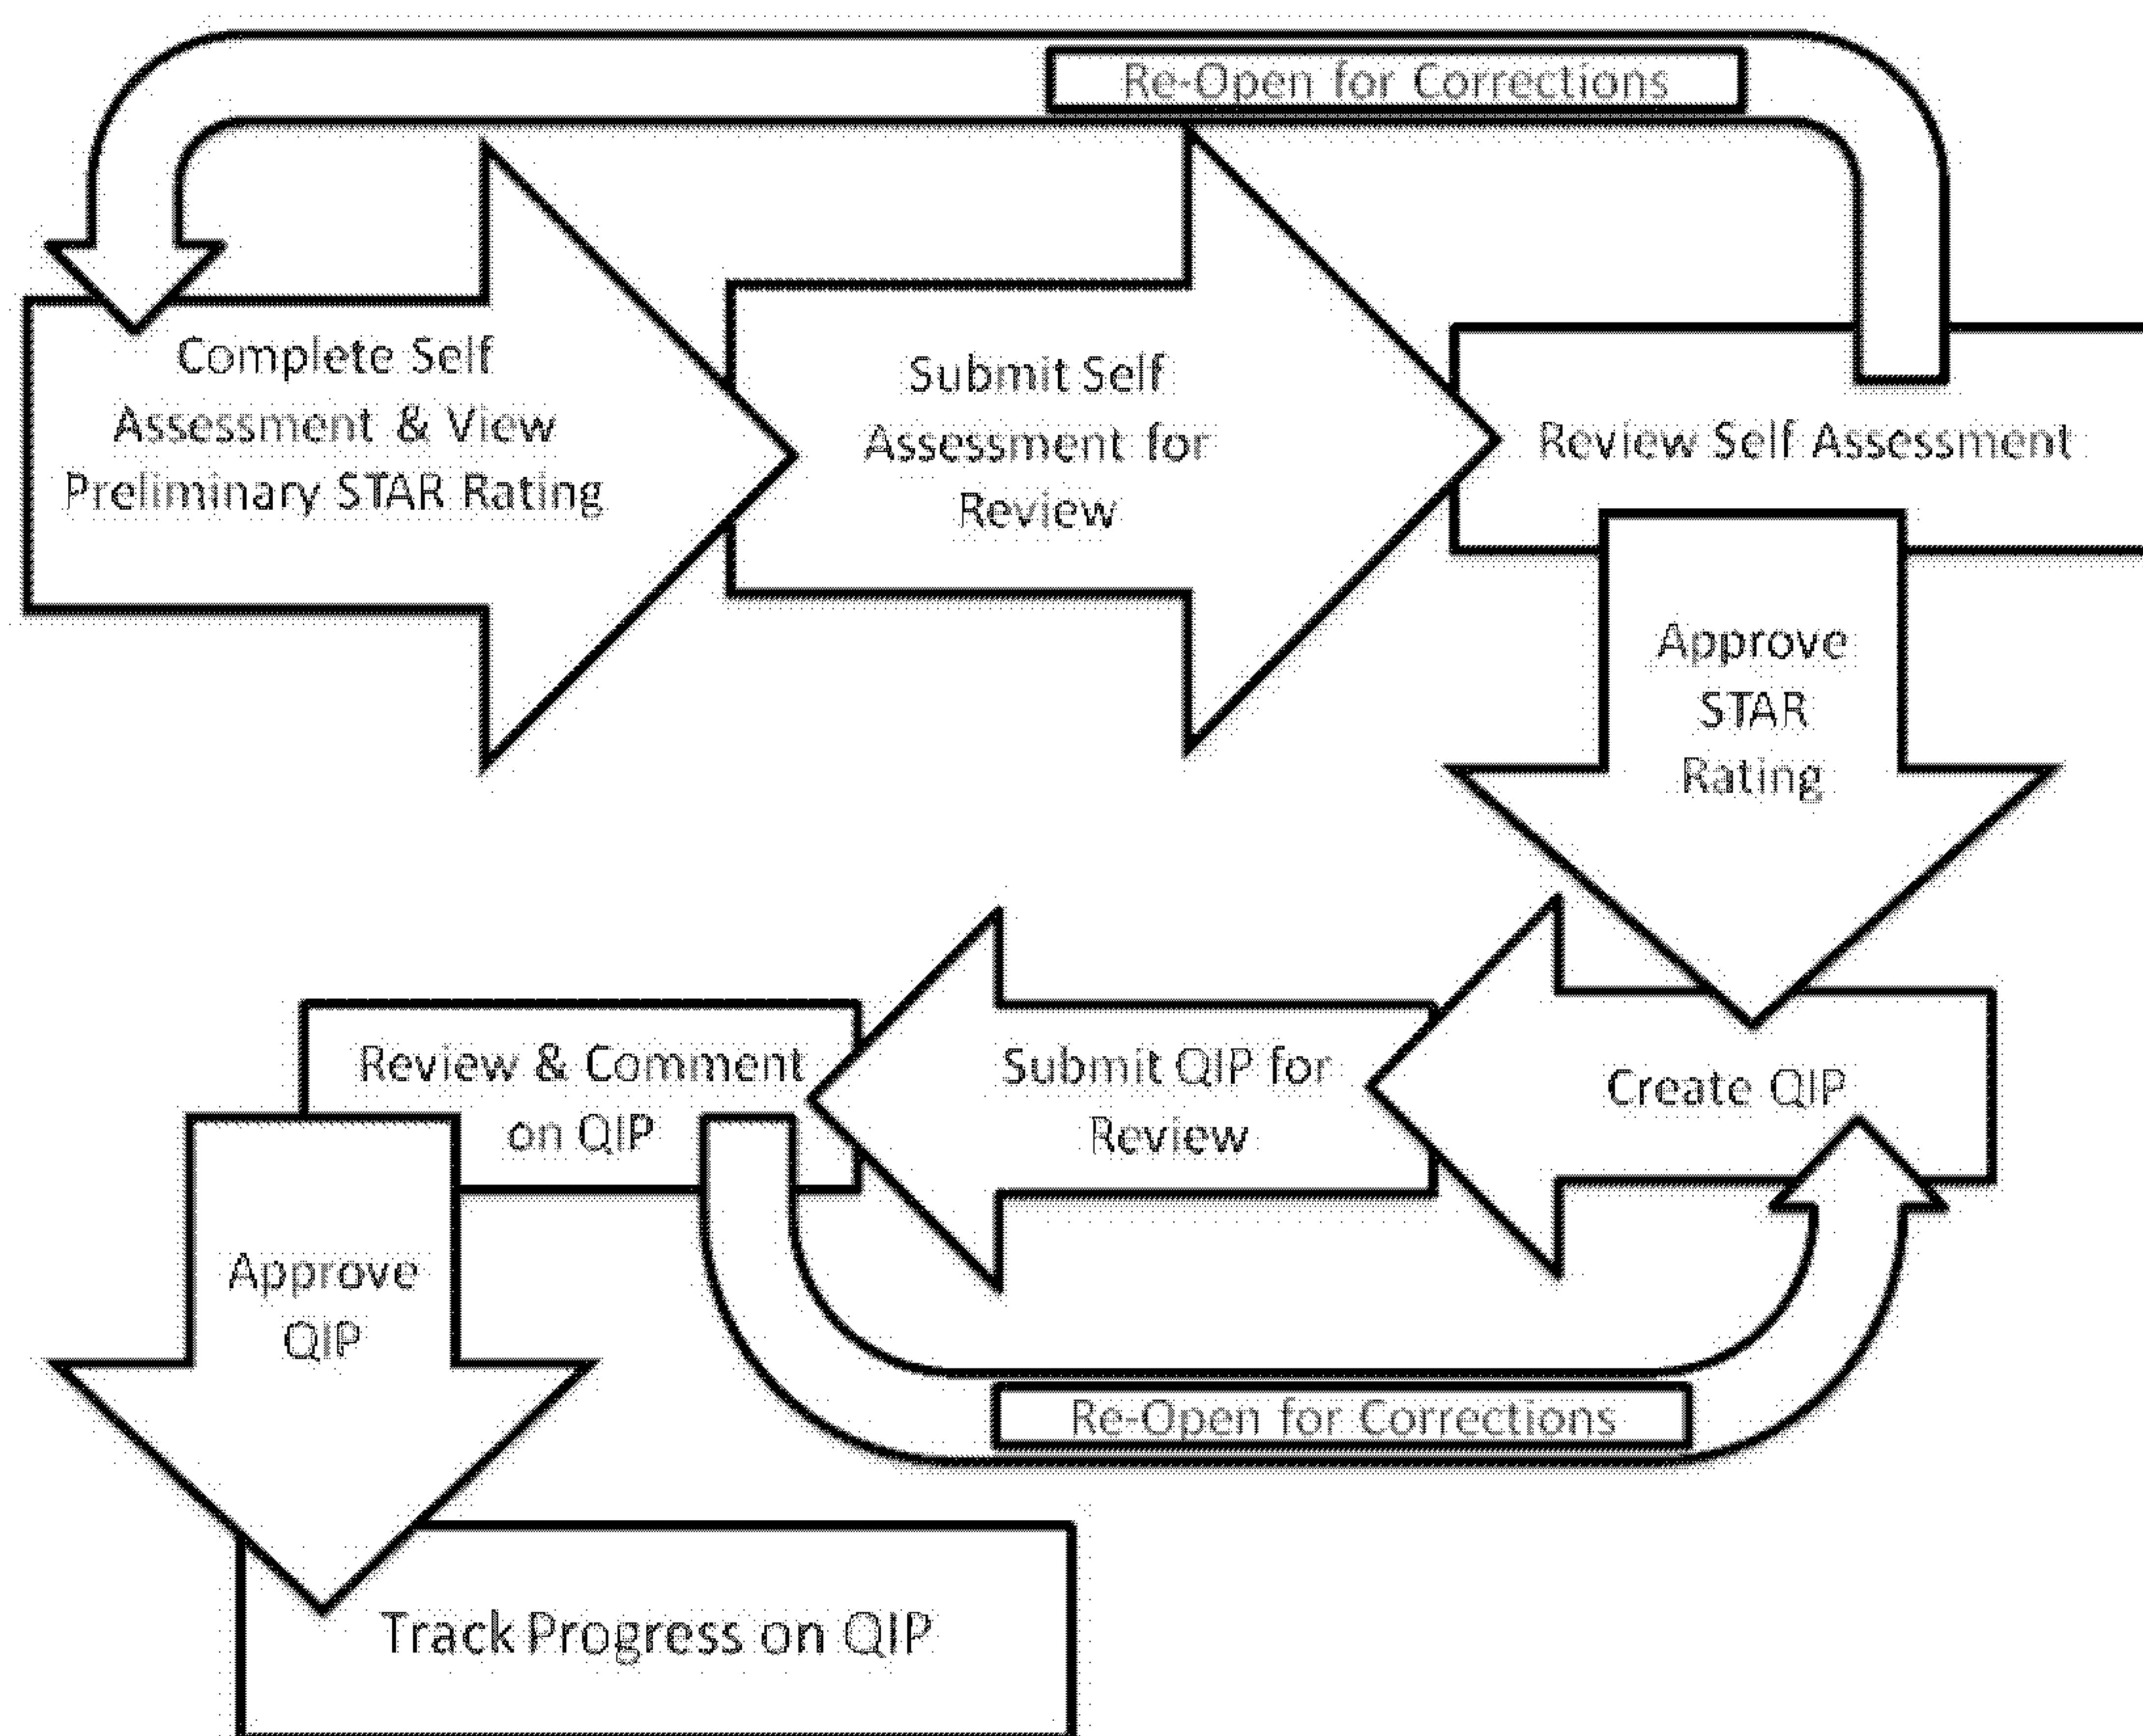 Re-Open for Corrections
Complete Self
Assessment & View
Preliminary STAR Rating
Submit Self
Assessment for
Review
Review Self Assessment
Approve
STAR
Rating
Create QIP
Submit QIP for
Review
Review & Comment
on QIP
Re-Open for Corrections
Approve
QIP
Track Progress on QIP